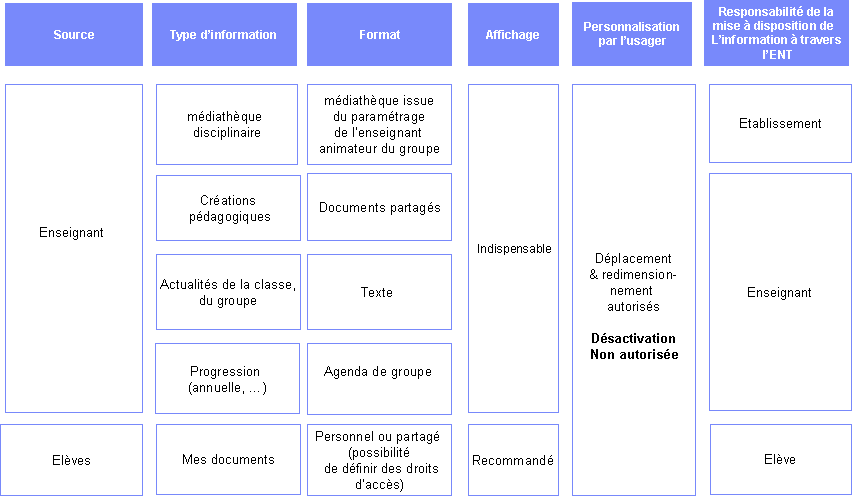 Source
Type d'information
Format
Affichage
Personnalisation
par l'usager
Responsabilité de la
mise à disposition de
L'information à travers
l'ENT
Enseignant
médiathèque
disciplinaire
médiathèque issue
du paramétrage
de l'enseignant
animateur du groupe
Indispensable
Déplacement
& redimension-
nement
autorisés
Désactivation
Non autorisée
Etablissement
Créations
pédagogiques
Documents partagés
Enseignant
Actualités de la classe,
du groupe
Texte
Progression
(annuelle, …)
Agenda de groupe
Elèves
Mes documents
Personnel ou partagé
(possibilité
de définir des droits
d'accès)
Recommandé
Elève